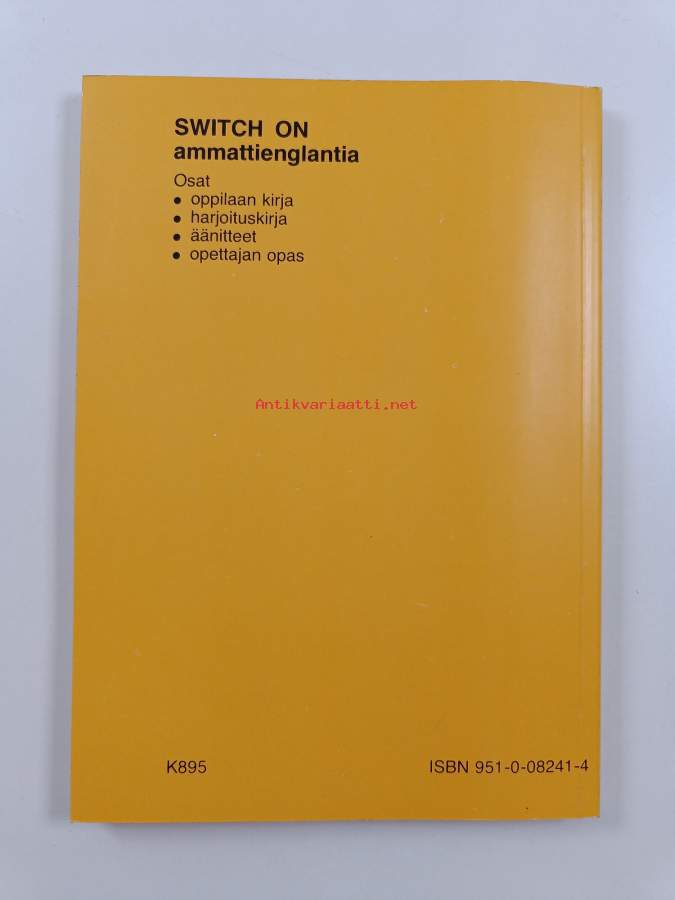 SWITCH ON
ammattienglantia
Osat
• oppilaan kirja
• harjoituskirja
• äänitteet
• opettajan opas
Antikvariaatti.net
K895 ISBN 951-0-08241-4